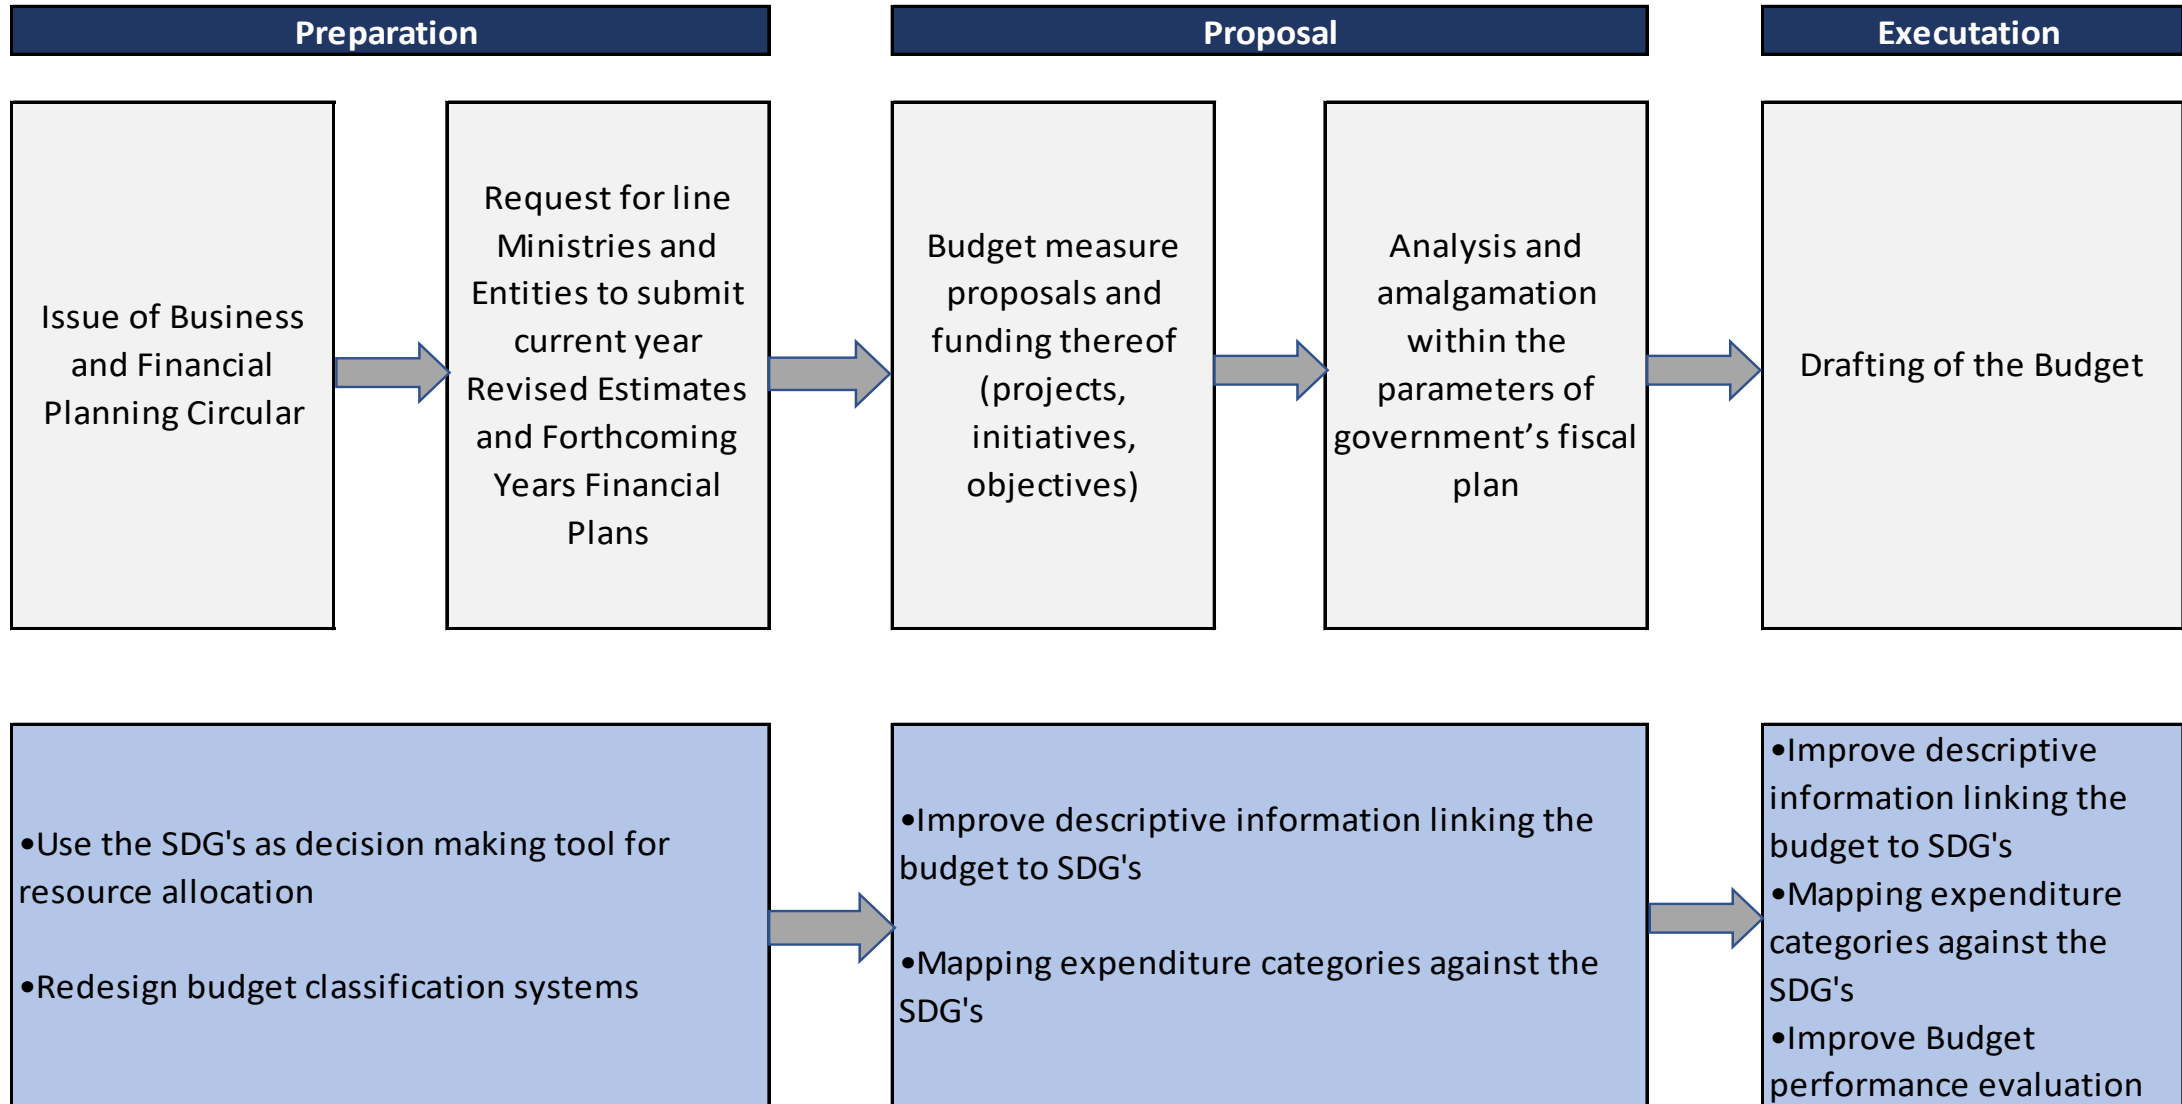 Preparation
Proposal
Executation
Issue of Business
and Financial
Planning Circular
Request for line
Ministries and
Entities to submit
current year
Revised Estimates
and Forthcoming
Years Financial
Plans
Budget measure
proposals and
funding thereof
(projects,
initiatives,
objectives)
Analysis and
amalgamation
within the
parameters of
government’s fiscal
plan
Drafting of the Budget
•Use the SDG's as decision making tool for
resource allocation
•Redesign budget classification systems
•Improve descriptive information linking the
budget to SDG's
•Mapping expenditure categories against the
SDG's
•Improve descriptive
information linking the
budget to SDG's
•Mapping expenditure
categories against the
SDG's
•Improve Budget
performance evaluation